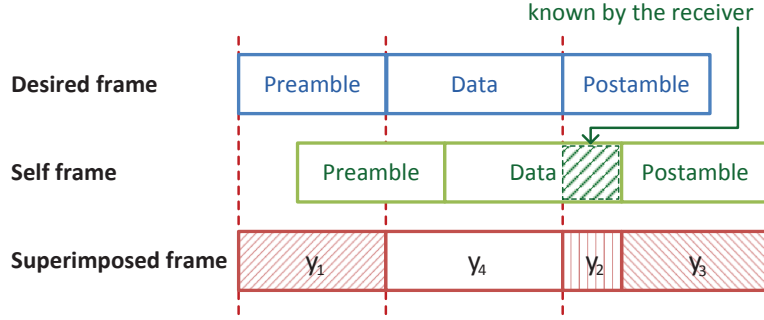 known by the receiver
Desired frame Preamble Data Postamble
Self frame Preamble Data Postamble
Superimposed frame y1 y4 y2 y3